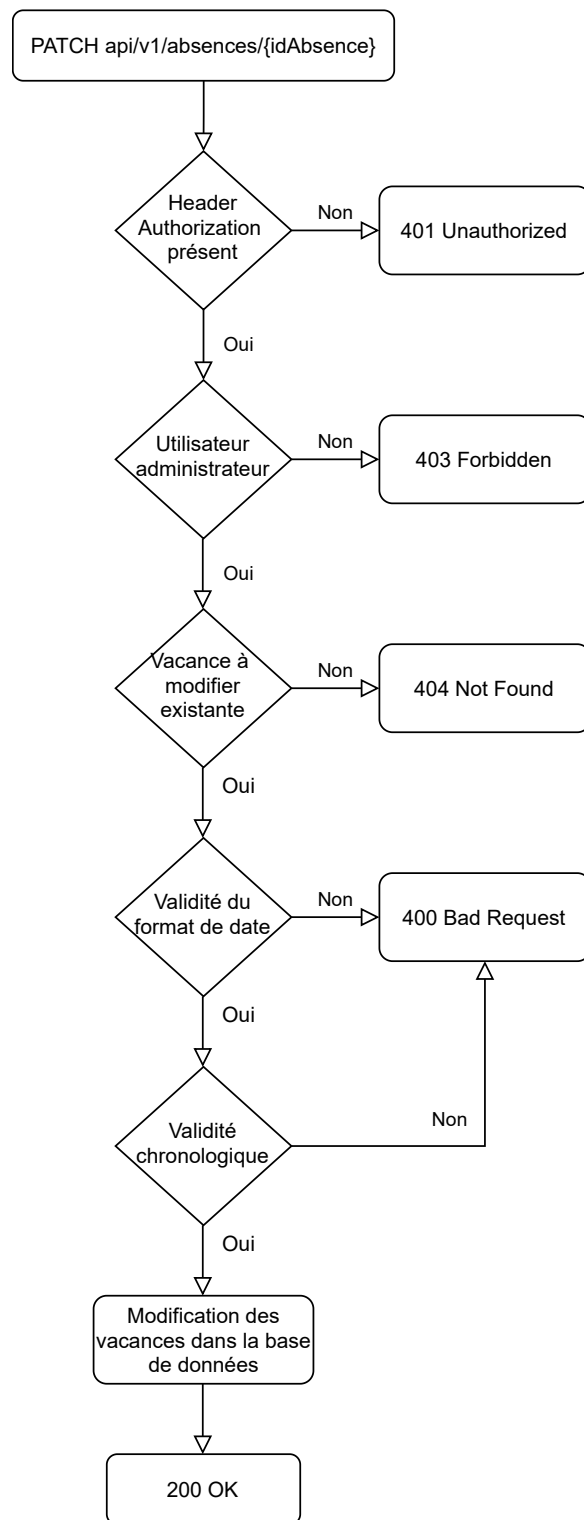 PATCH api/v1/absences/{idAbsence}
Header
Authorization
présent
Non
401 Unauthorized
Oui
Utilisateur
administrateur
Non
403 Forbidden
Oui
Vacance à
modifier
existante
Non
404 Not Found
Oui
Validité du
format de date
Non
400 Bad Request
Oui
Validité
chronologique
Non
Oui
Modification des
vacances dans la base
de données
200 OK